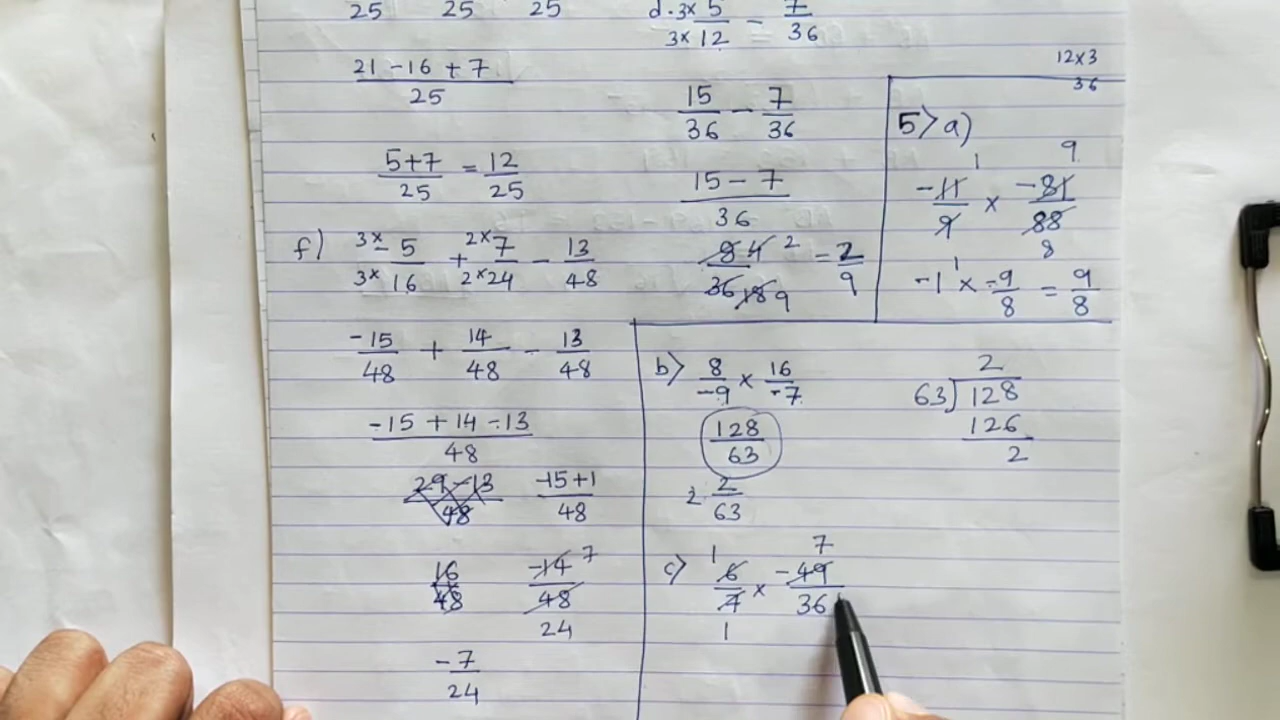 25 25 25
21 - 16 + 7
25
5+7 = 12
25 25
f) 3× - 5 + 2× 7 - 13
3× 16 2× 24 48
-15 + 14 - 13
48 48 48
-15 + 14 - 13
48
29 - 13 -15+1
48 48
16 -14 7
48 48
24
-7
24
d. 3× 5 - 7
3× 12 36
12×3
36
15 - 7
36 36
15 - 7
36
8 4 2 = 2
36 18 9 9
5> a)
1 9
-11 × -81
9 88
1 8
-1 × -9 = 9
8 8
b> 8 × 16
-9 -7
128
63
2 2
63
2
63) 128
126
2
c> 1 7
6 × -49
7 36
1